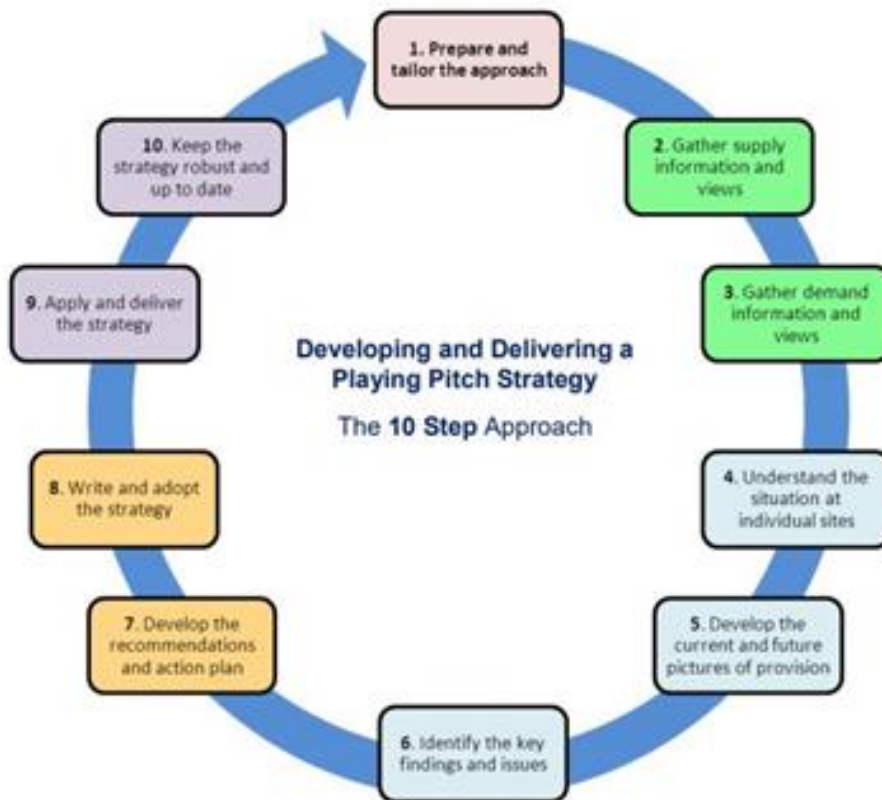 1. Prepare and
tailor the approach
2. Gather supply
information and
views
3. Gather demand
information and
views
4. Understand the
situation at
individual sites
5. Develop the
current and future
pictures of provision
6. Identify the key
findings and issues
7. Develop the
recommendations
and action plan
8. Write and adopt
the strategy
9. Apply and deliver
the strategy
10. Keep the
strategy robust and
up to date
Developing and Delivering a
Playing Pitch Strategy
The 10 Step Approach